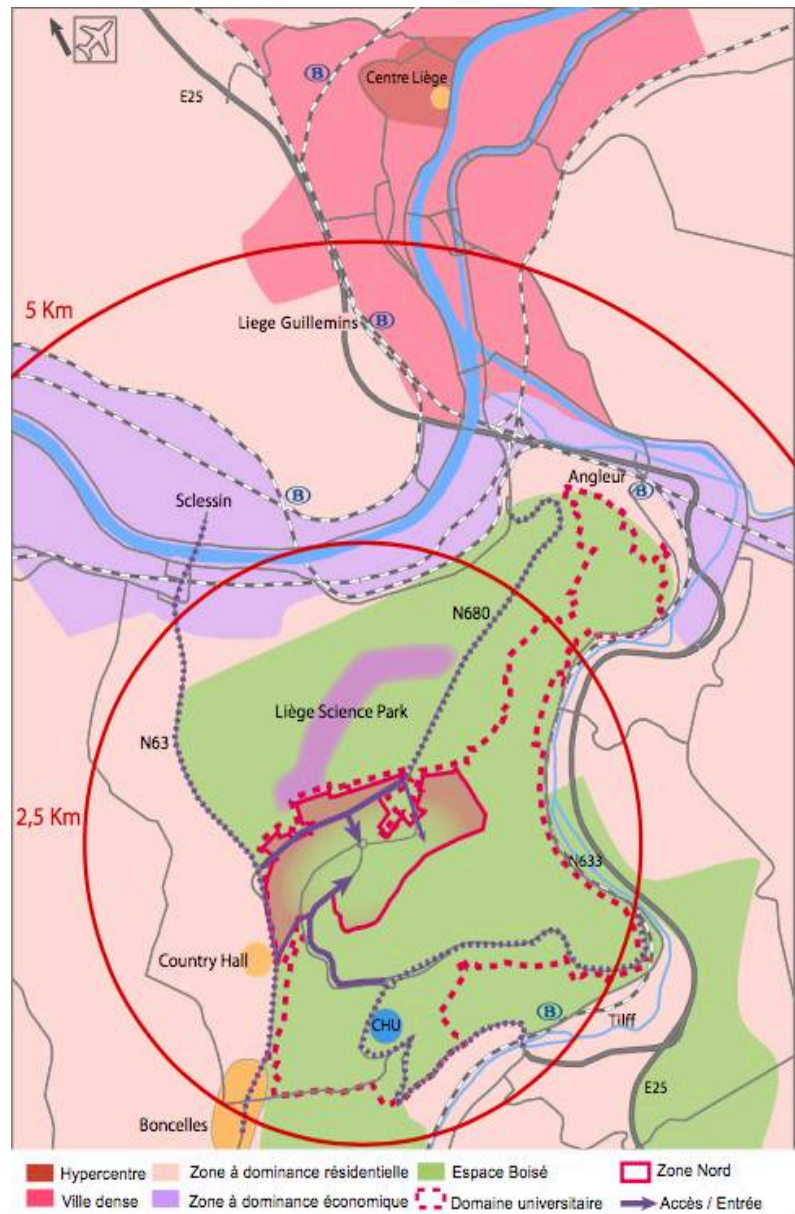 Centre Liège
B
E25
5 Km
Liege Guillemins
B
Angleur
B
Sclessin
B
N680
Liège Science Park
N63
2,5 Km
N633
Country Hall
CHU
B
Tilff
E25
Boncelles
Hypercentre
Zone à dominance résidentielle
Espace Boisé
Zone Nord
Ville dense
Zone à dominance économique
Domaine universitaire
Accès / Entrée